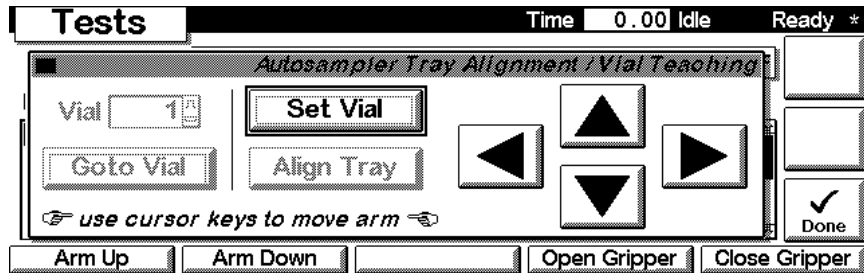 Tests Time 0.00 Idle Ready *
Autosampler Tray Alignment / Vial Teaching
Vial 1 Set Vial
Goto Vial Align Tray
use cursor keys to move arm
Done
Arm Up Arm Down Open Gripper Close Gripper